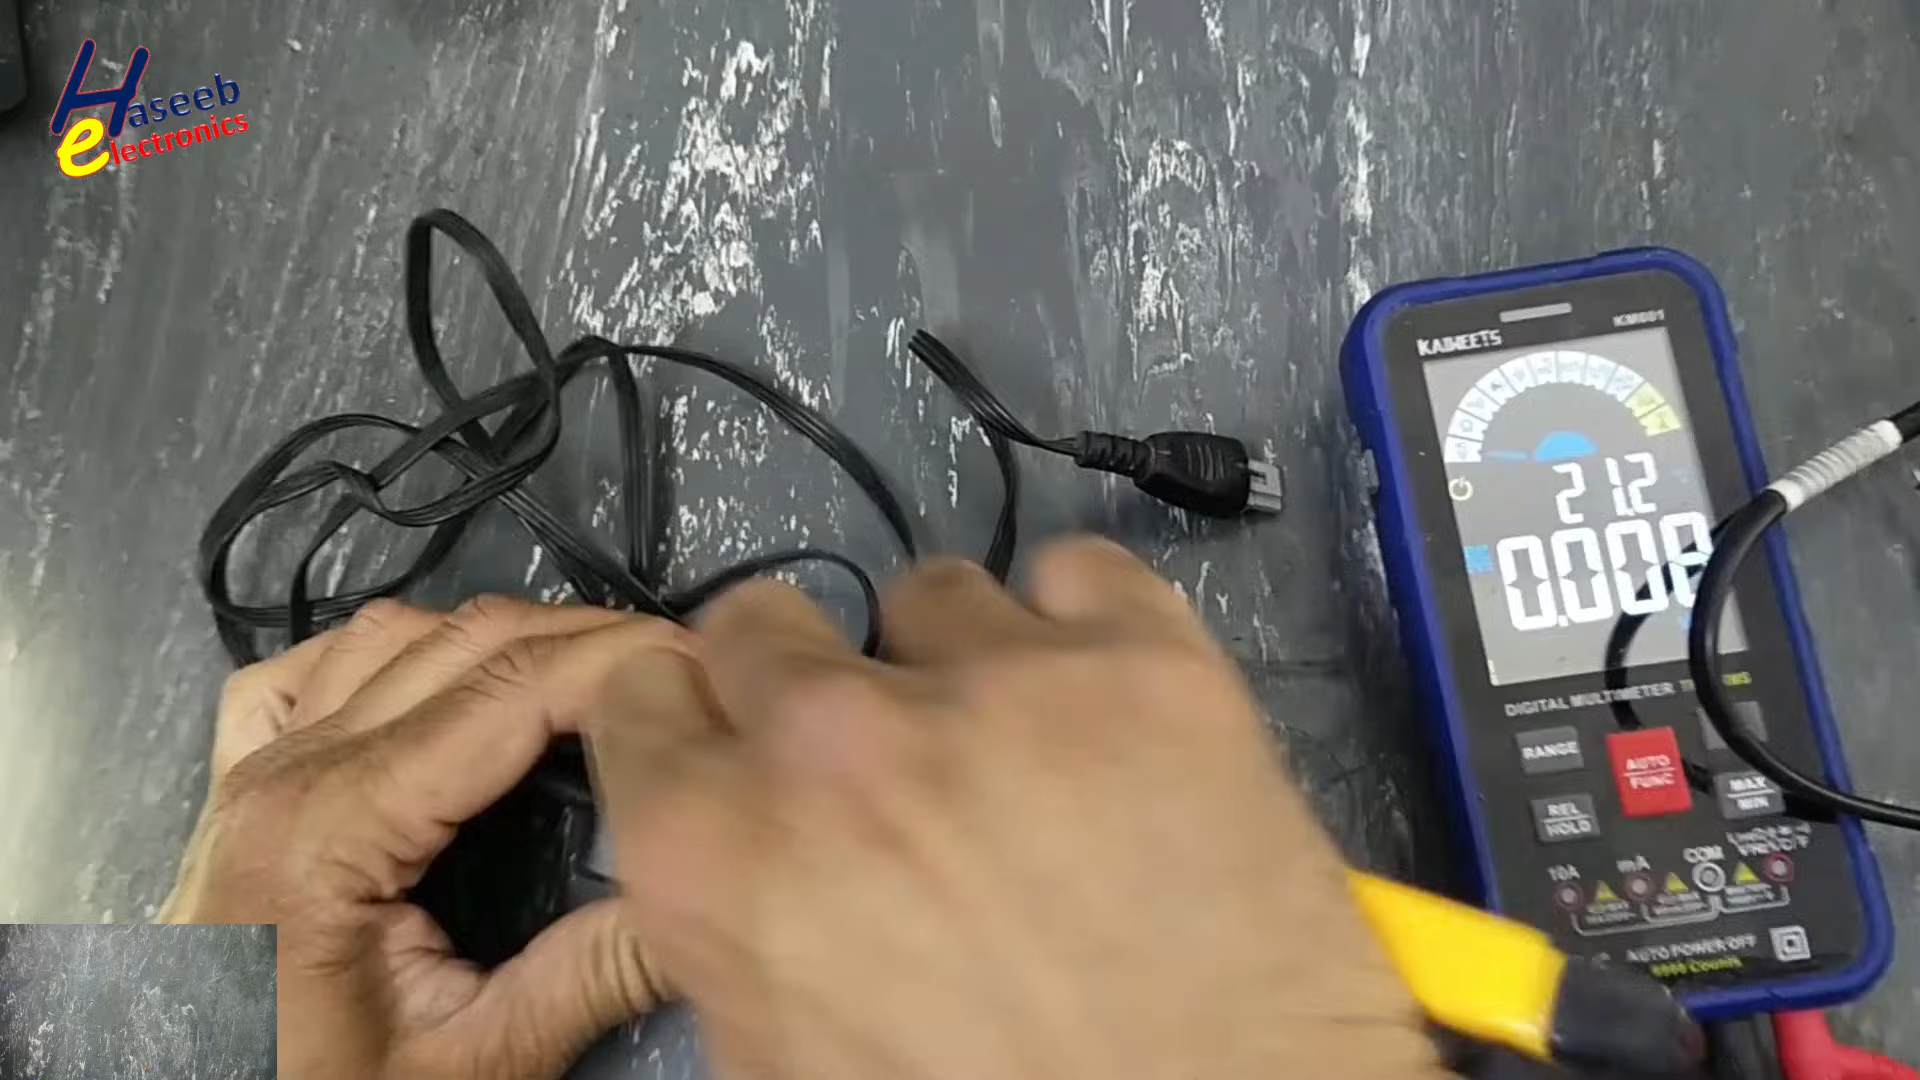 Haseeb
electronics
KAIWEETS
KM601
21.2
0.008
DIGITAL MULTIMETER
RANGE
AUTO
FUNC
REL
HOLD
MAX
MIN
10A
mA
COM
AUTO POWER OFF